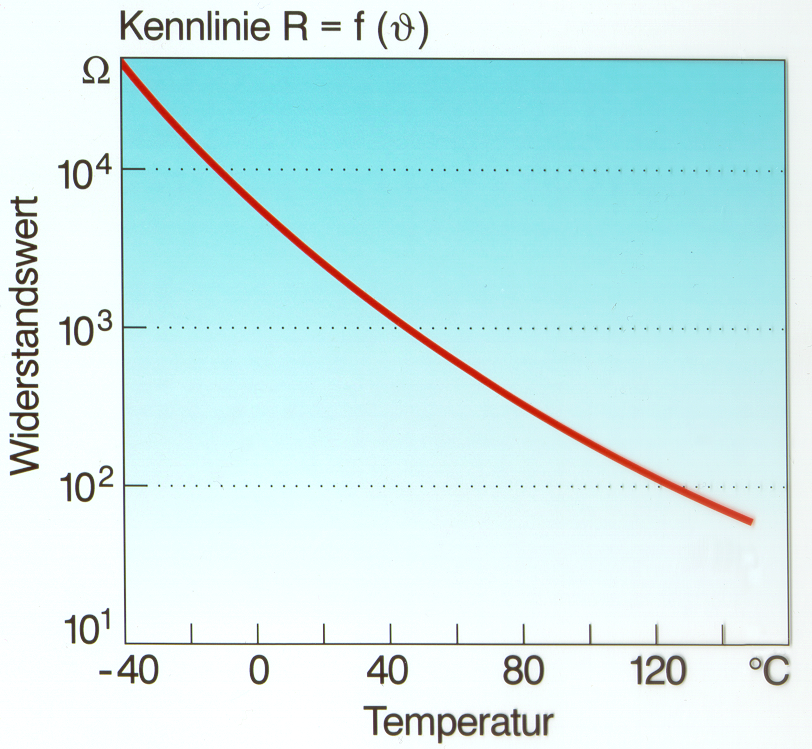 Kennlinie R = f (ϑ)
Ω
10⁴
10³
10²
10¹
Widerstandswert
-40 0 40 80 120 °C
Temperatur